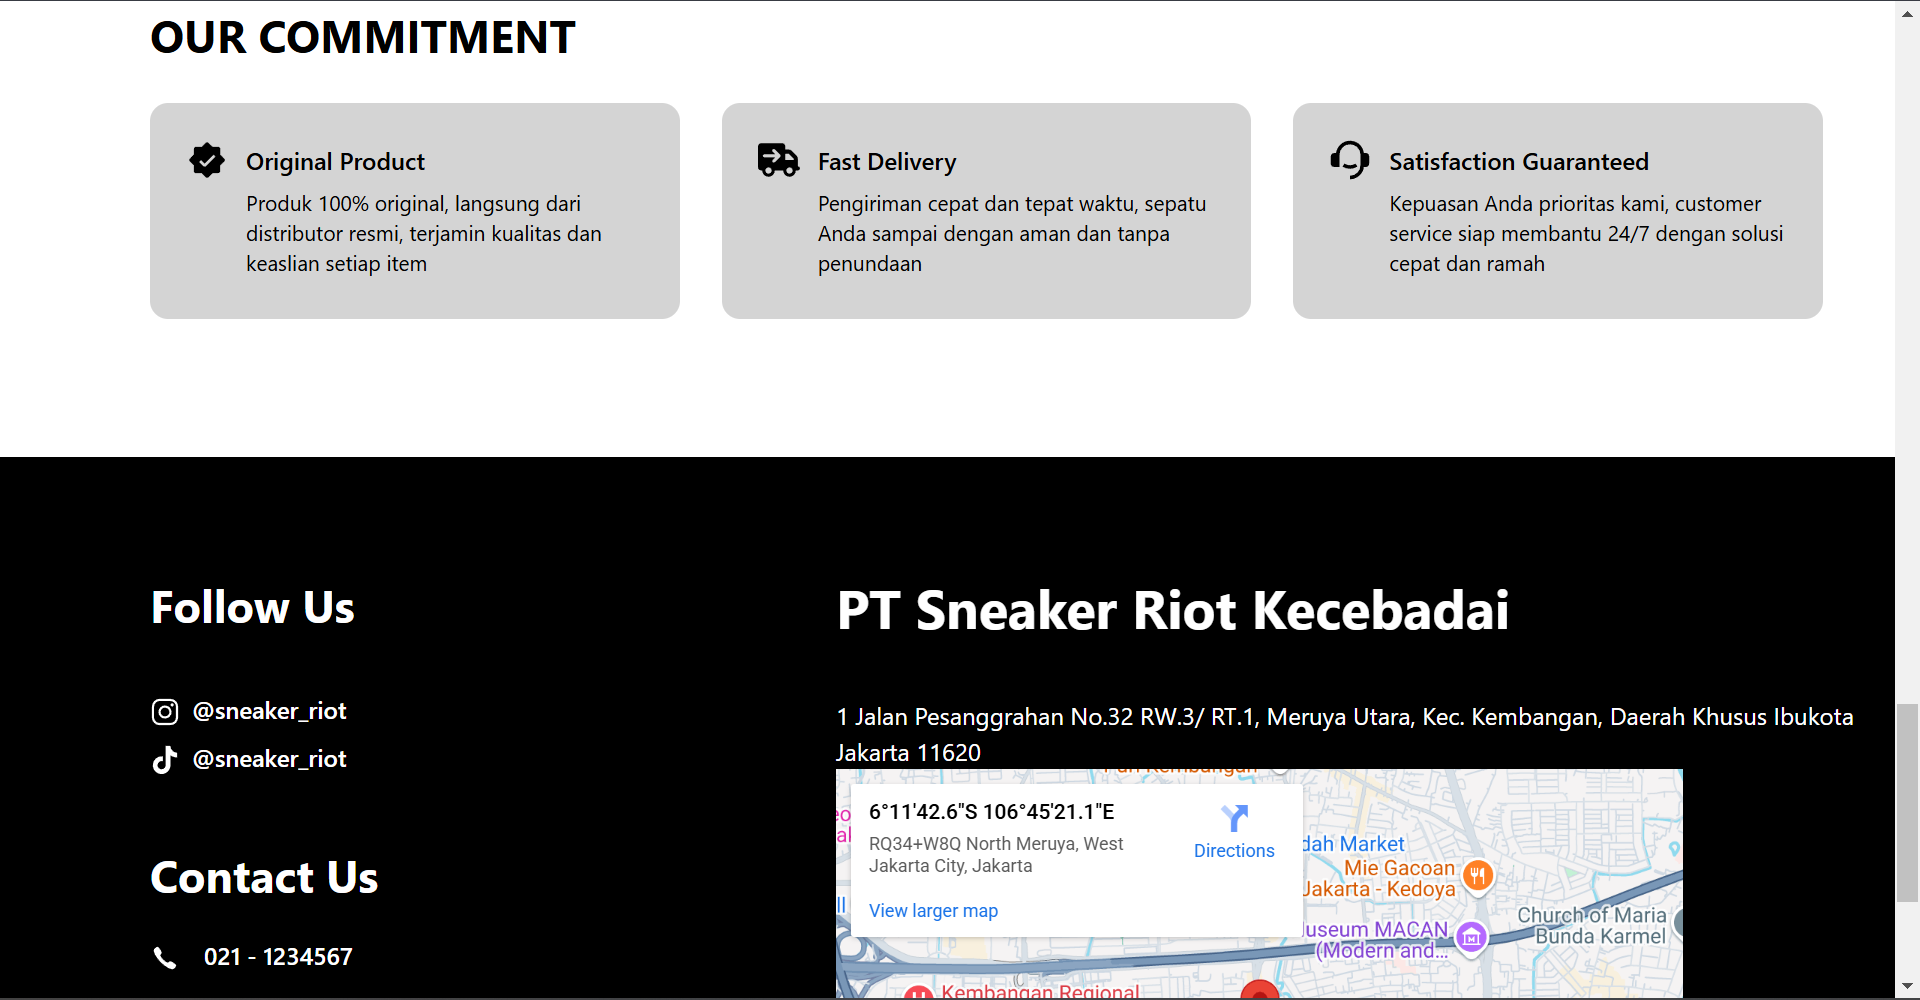 OUR COMMITMENT
Original Product
Produk 100% original, langsung dari
distributor resmi, terjamin kualitas dan
keaslian setiap item
Fast Delivery
Pengiriman cepat dan tepat waktu, sepatu
Anda sampai dengan aman dan tanpa
penundaan
Satisfaction Guaranteed
Kepuasan Anda prioritas kami, customer
service siap membantu 24/7 dengan solusi
cepat dan ramah
Follow Us
@sneaker_riot
@sneaker_riot
Contact Us
021 - 1234567
PT Sneaker Riot Kecebadai
1 Jalan Pesanggrahan No.32 RW.3/ RT.1, Meruya Utara, Kec. Kembangan, Daerah Khusus Ibukota
Jakarta 11620
6°11'42.6"S 106°45'21.1"E
RQ34+W8Q North Meruya, West
Jakarta City, Jakarta
View larger map
Directions
dah Market
Mie Gacoan
Jakarta - Kedoya
Museum MACAN
(Modern and...
Church of Maria
Bunda Karmel
Kembangan Regional